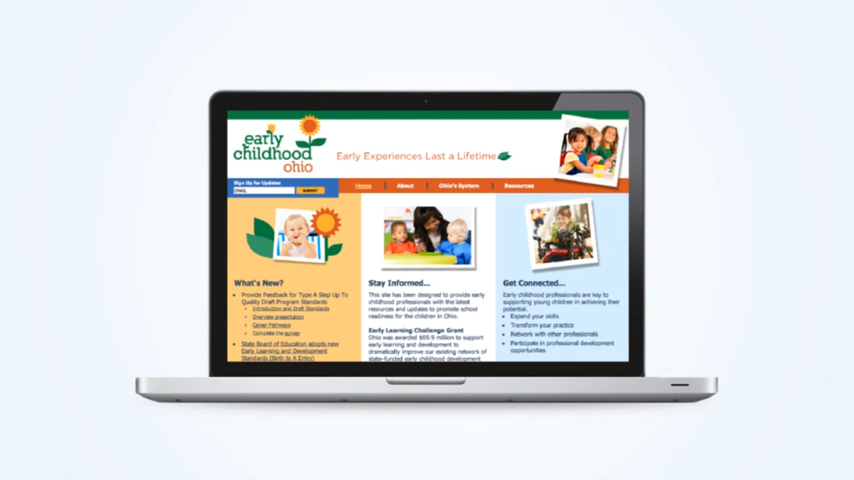 early
childhood
ohio
Early Experiences Last a Lifetime
Sign Up for Updates
EMAIL
SUBMIT
Home
About
Ohio's System
Resources
What's New?
Provide Feedback for Type A Step Up To
Quality Draft Program Standards
Introduction and Draft Standards
Overview presentation
Career Pathways
Complete the survey
State Board of Education adopts new
Early Learning and Development
Standards (Birth to K Entry)
Stay Informed...
This site has been designed to provide early
childhood professionals with the latest
resources and updates to promote school
readiness for the children in Ohio.
Early Learning Challenge Grant
Ohio was awarded $69.9 million to support
early learning and development to
dramatically improve our existing network of
state-funded early childhood development
Get Connected...
Early childhood professionals are key to
supporting young children in achieving their
potential.
Expand your skills
Transform your practice
Network with other professionals
Participate in professional development
opportunities